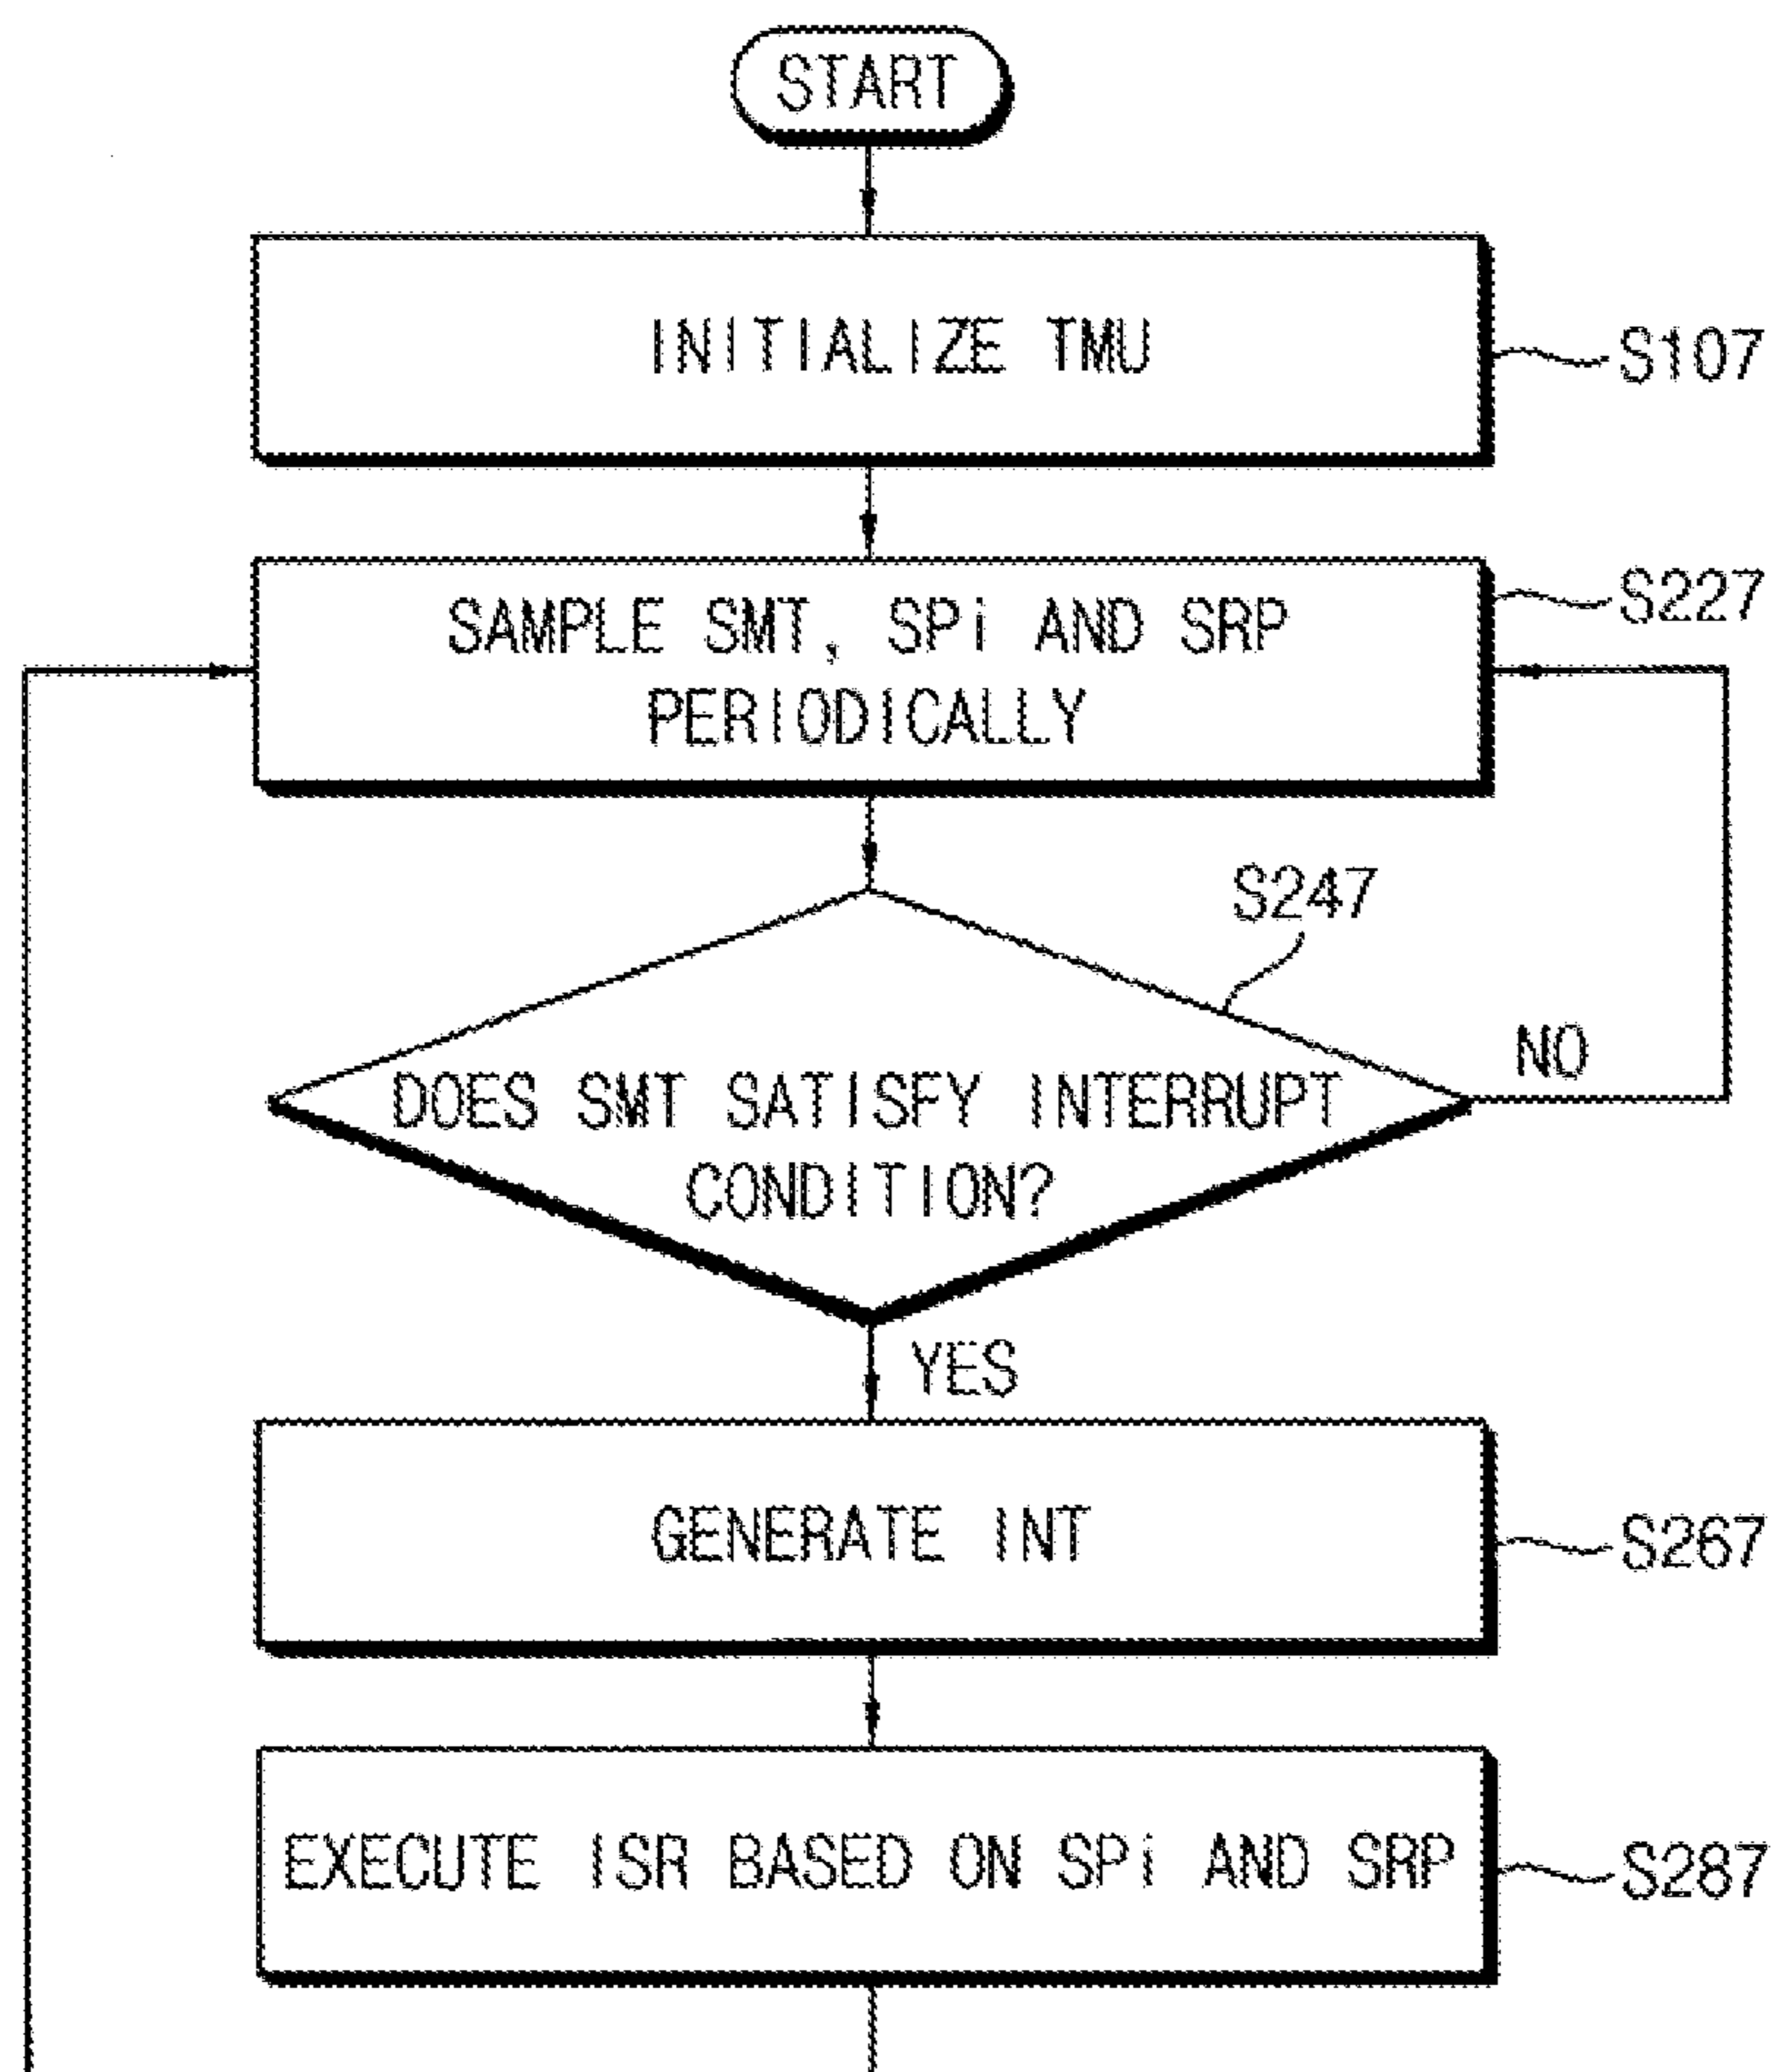 START
INITIALIZE TMU
S107
SAMPLE SMT, SPi AND SRP
PERIODICALLY
S227
S247
DOES SMT SATISFY INTERRUPT
CONDITION?
NO
YES
GENERATE INT
S267
EXECUTE ISR BASED ON SPi AND SRP
S287